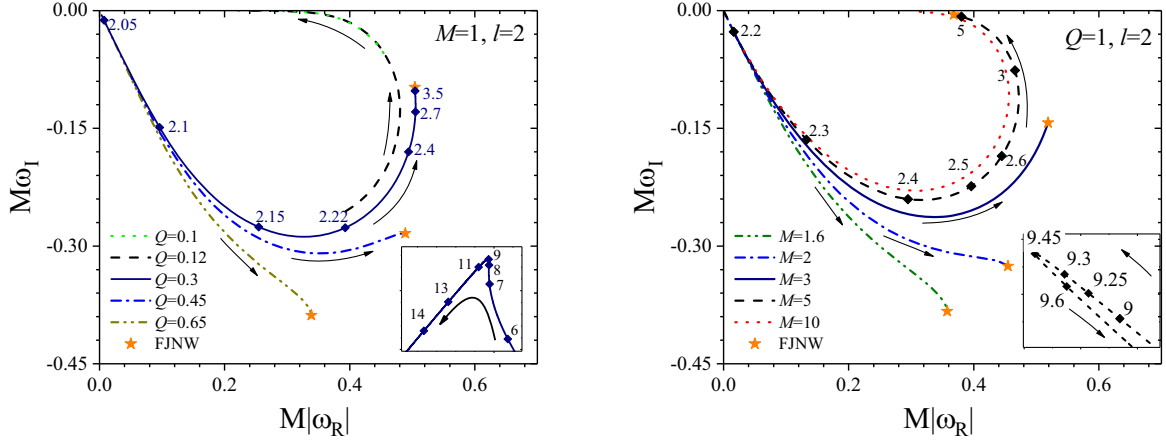 0.00
-0.15
-0.30
-0.45
Mω_I
0.0
0.2
0.4
0.6
M|ω_R|
M=1, l=2
2.05
2.1
2.15
2.22
2.4
2.7
3.5
Q=0.1
Q=0.12
Q=0.3
Q=0.45
Q=0.65
FJNW
9
11
8
7
13
14
6
0.00
-0.15
-0.30
-0.45
Mω_I
0.0
0.2
0.4
0.6
M|ω_R|
Q=1, l=2
2.2
2.3
2.4
2.5
2.6
3
5
M=1.6
M=2
M=3
M=5
M=10
FJNW
9.45
9.3
9.25
9.6
9